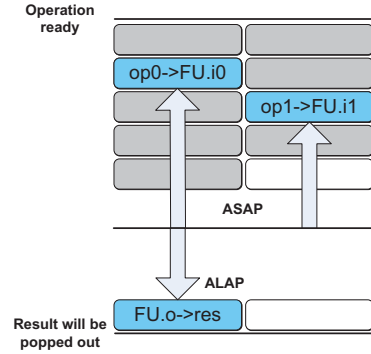 Operation
ready
op0->FU.i0
op1->FU.i1
ASAP
ALAP
FU.o->res
Result will be
popped out